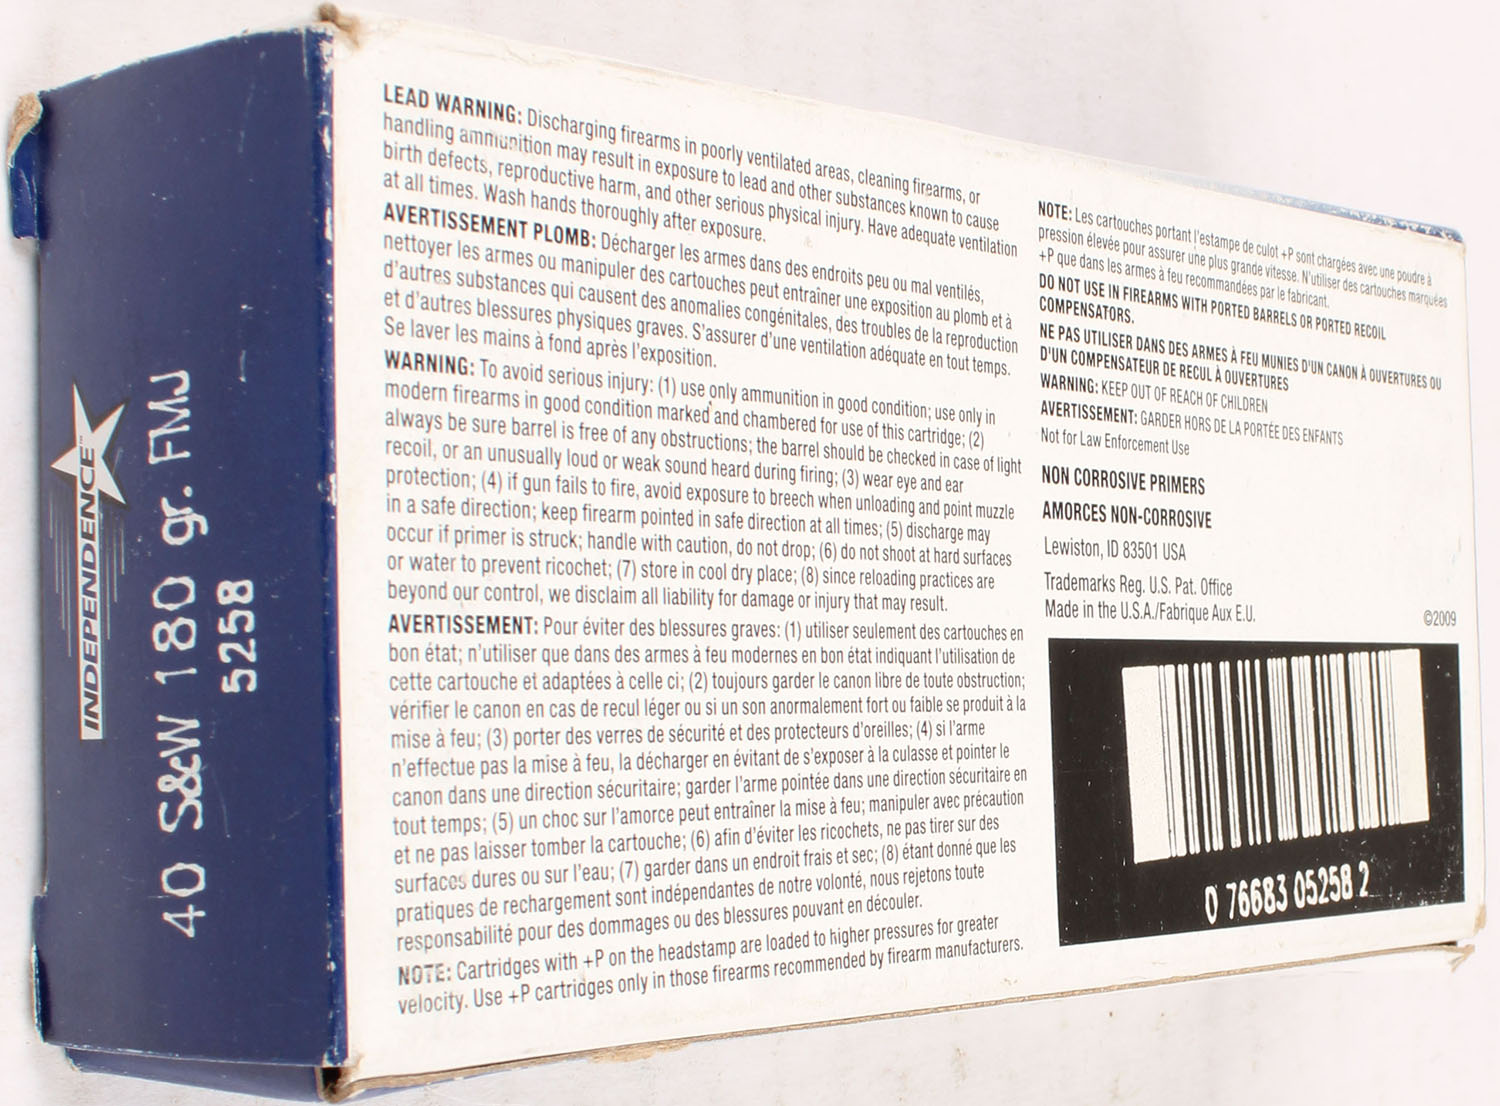 INDEPENDENCE™
40 S&W 180 gr. FMJ
5258
LEAD WARNING: Discharging firearms in poorly ventilated areas, cleaning firearms, or
handling ammunition may result in exposure to lead and other substances known to cause
birth defects, reproductive harm, and other serious physical injury. Have adequate ventilation
at all times. Wash hands thoroughly after exposure.
AVERTISSEMENT PLOMB: Décharger les armes dans des endroits peu ou mal ventilés,
nettoyer les armes ou manipuler des cartouches peut entraîner une exposition au plomb et à
d'autres substances qui causent des anomalies congénitales, des troubles de la reproduction
et d'autres blessures physiques graves. S'assurer d'une ventilation adéquate en tout temps.
Se laver les mains à fond après l'exposition.
WARNING: To avoid serious injury: (1) use only ammunition in good condition; use only in
modern firearms in good condition marked and chambered for use of this cartridge; (2)
always be sure barrel is free of any obstructions; the barrel should be checked in case of light
recoil, or an unusually loud or weak sound heard during firing; (3) wear eye and ear
protection; (4) if gun fails to fire, avoid exposure to breech when unloading and point muzzle
in a safe direction; keep firearm pointed in safe direction at all times; (5) discharge may
occur if primer is struck; handle with caution, do not drop; (6) do not shoot at hard surfaces
or water to prevent ricochet; (7) store in cool dry place; (8) since reloading practices are
beyond our control, we disclaim all liability for damage or injury that may result.
AVERTISSEMENT: Pour éviter des blessures graves: (1) utiliser seulement des cartouches en
bon état; n'utiliser que dans des armes à feu modernes en bon état indiquant l'utilisation de
cette cartouche et adaptées à celle ci; (2) toujours garder le canon libre de toute obstruction;
vérifier le canon en cas de recul léger ou si un son anormalement fort ou faible se produit à la
mise à feu; (3) porter des verres de sécurité et des protecteurs d'oreilles; (4) si l'arme
n'effectue pas la mise à feu, la décharger en évitant de s'exposer à la culasse et pointer le
canon dans une direction sécuritaire; garder l'arme pointée dans une direction sécuritaire en
tout temps; (5) un choc sur l'amorce peut entraîner la mise à feu; manipuler avec précaution
et ne pas laisser tomber la cartouche; (6) afin d'éviter les ricochets, ne pas tirer sur des
surfaces dures ou sur l'eau; (7) garder dans un endroit frais et sec; (8) étant donné que les
pratiques de rechargement sont indépendantes de notre volonté, nous rejetons toute
responsabilité pour des dommages ou des blessures pouvant en découler.
NOTE: Cartridges with +P on the headstamp are loaded to higher pressures for greater
velocity. Use +P cartridges only in those firearms recommended by firearm manufacturers.
NOTE: Les cartouches portant l'estampe de culot +P sont chargées avec une poudre à
pression élevée pour assurer une plus grande vitesse. N'utiliser des cartouches marquées
+P que dans les armes à feu recommandées par le fabricant.
DO NOT USE IN FIREARMS WITH PORTED BARRELS OR PORTED RECOIL
COMPENSATORS.
NE PAS UTILISER DANS DES ARMES À FEU MUNIES D'UN CANON À OUVERTURES OU
D'UN COMPENSATEUR DE RECUL À OUVERTURES
WARNING: KEEP OUT OF REACH OF CHILDREN
AVERTISSEMENT: GARDER HORS DE LA PORTÉE DES ENFANTS
Not for Law Enforcement Use
NON CORROSIVE PRIMERS
AMORCES NON-CORROSIVE
Lewiston, ID 83501 USA
Trademarks Reg. U.S. Pat. Office
Made in the U.S.A./Fabrique Aux E.U.
©2009
0 76683 05258 2